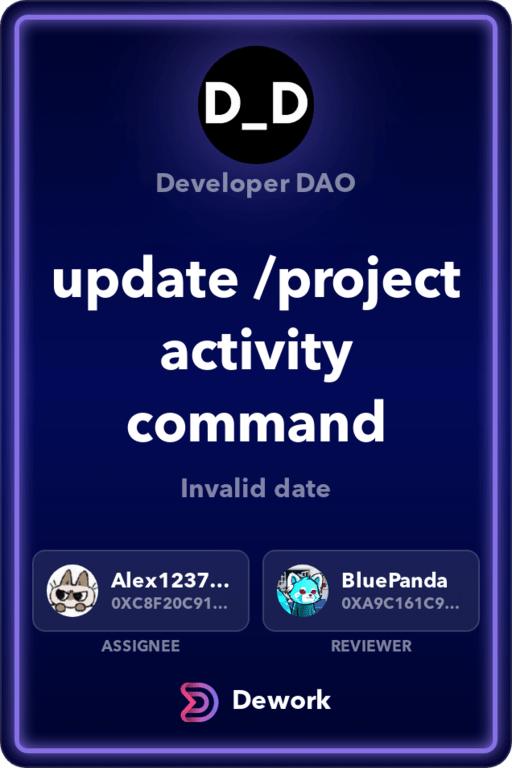 D_D
Developer DAO
update /project
activity
command
Invalid date
Alex1237...
0XC8F20C91...
BluePanda
0XA9C161C9...
ASSIGNEE
REVIEWER
Dework